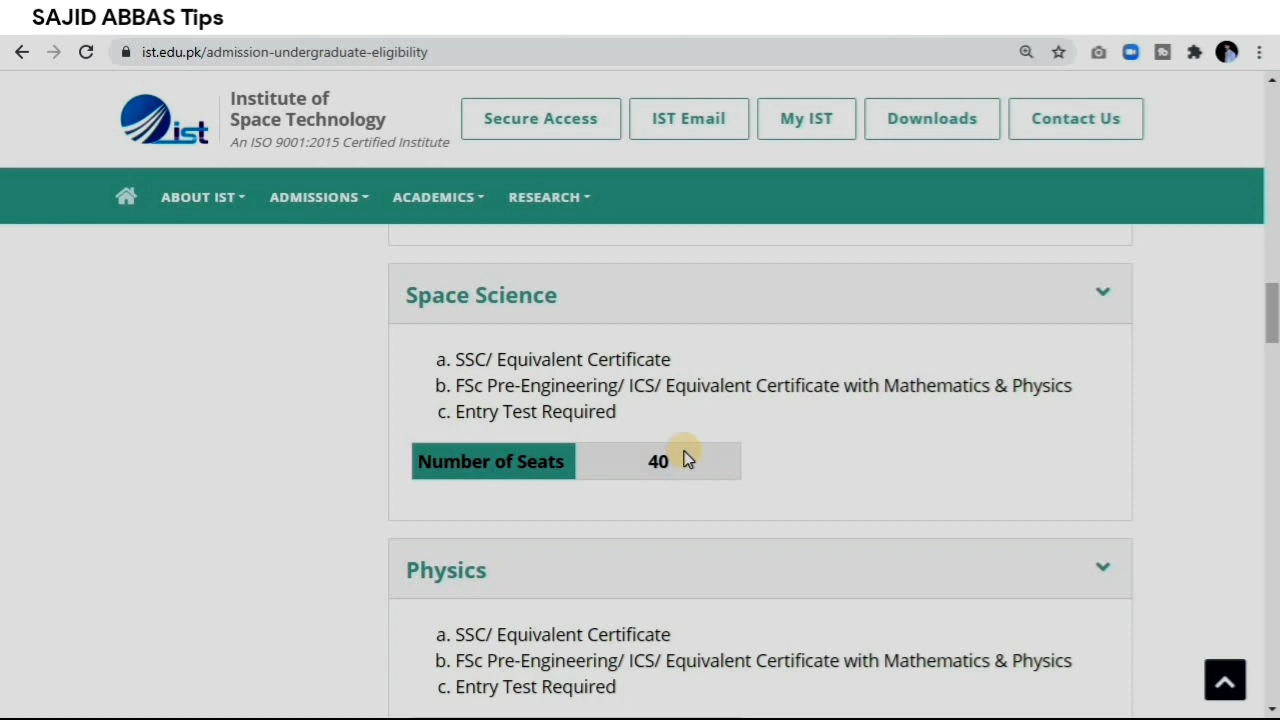 SAJID ABBAS Tips
ist.edu.pk/admission-undergraduate-eligibility
Institute of
Space Technology
An ISO 9001:2015 Certified Institute
ist
Secure Access
IST Email
My IST
Downloads
Contact Us
ABOUT IST
ADMISSIONS
ACADEMICS
RESEARCH
Space Science
a. SSC/ Equivalent Certificate
b. FSc Pre-Engineering/ ICS/ Equivalent Certificate with Mathematics & Physics
c. Entry Test Required
Number of Seats 40
Physics
a. SSC/ Equivalent Certificate
b. FSc Pre-Engineering/ ICS/ Equivalent Certificate with Mathematics & Physics
c. Entry Test Required